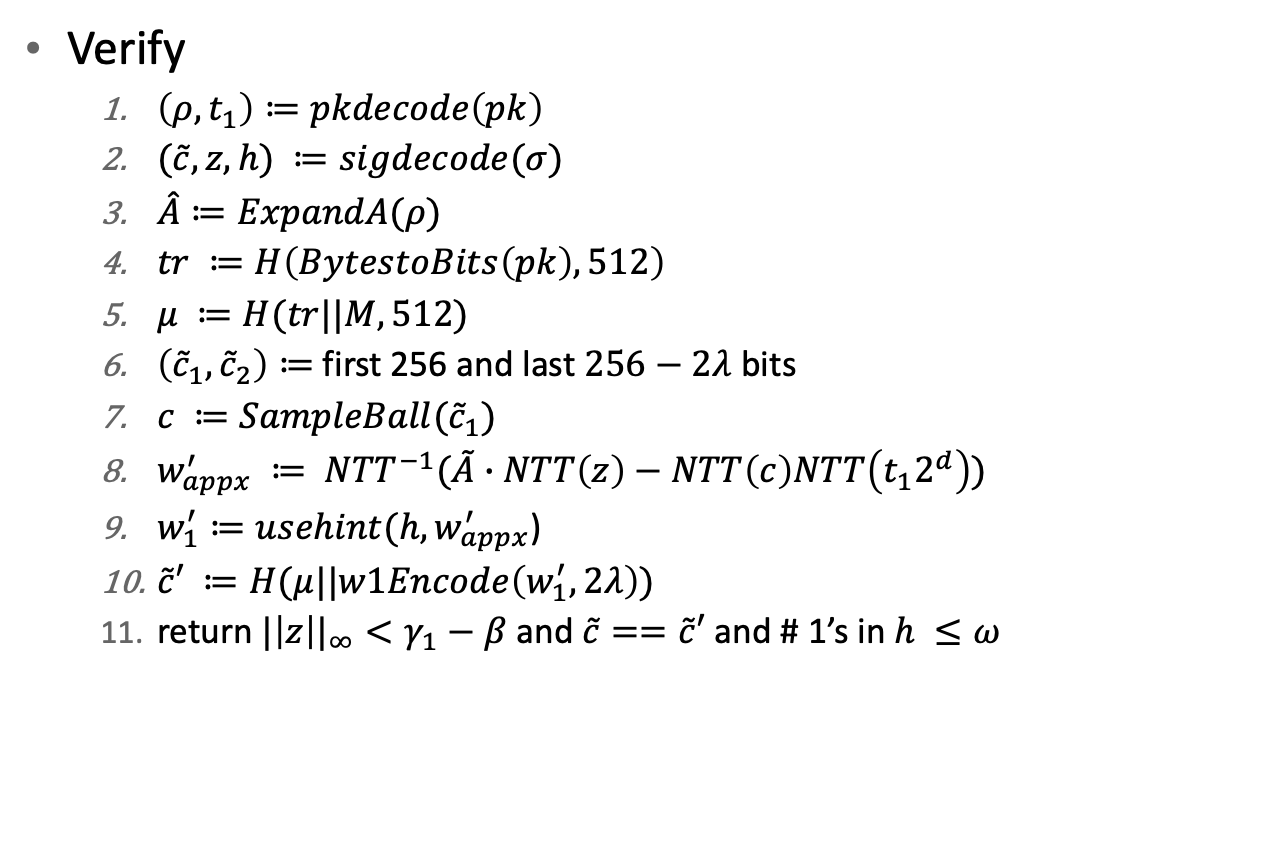 • Verify
1. (ρ, t₁) ≔ pkdecode(pk)
2. (c̃, z, h) ≔ sigdecode(σ)
3. Â ≔ ExpandA(ρ)
4. tr ≔ H(BytestoBits(pk), 512)
5. μ ≔ H(tr||M, 512)
6. (c̃₁, c̃₂) ≔ first 256 and last 256 − 2λ bits
7. c ≔ SampleBall(c̃₁)
8. w′ₐₚₚₓ ≔ NTT⁻¹(Ã · NTT(z) − NTT(c)NTT(t₁2ᵈ))
9. w₁′ ≔ usehint(h, w′ₐₚₚₓ)
10. c̃′ ≔ H(μ||w1Encode(w₁′, 2λ))
11. return ||z||∞ < γ₁ − β and c̃ == c̃′ and # 1’s in h ≤ ω